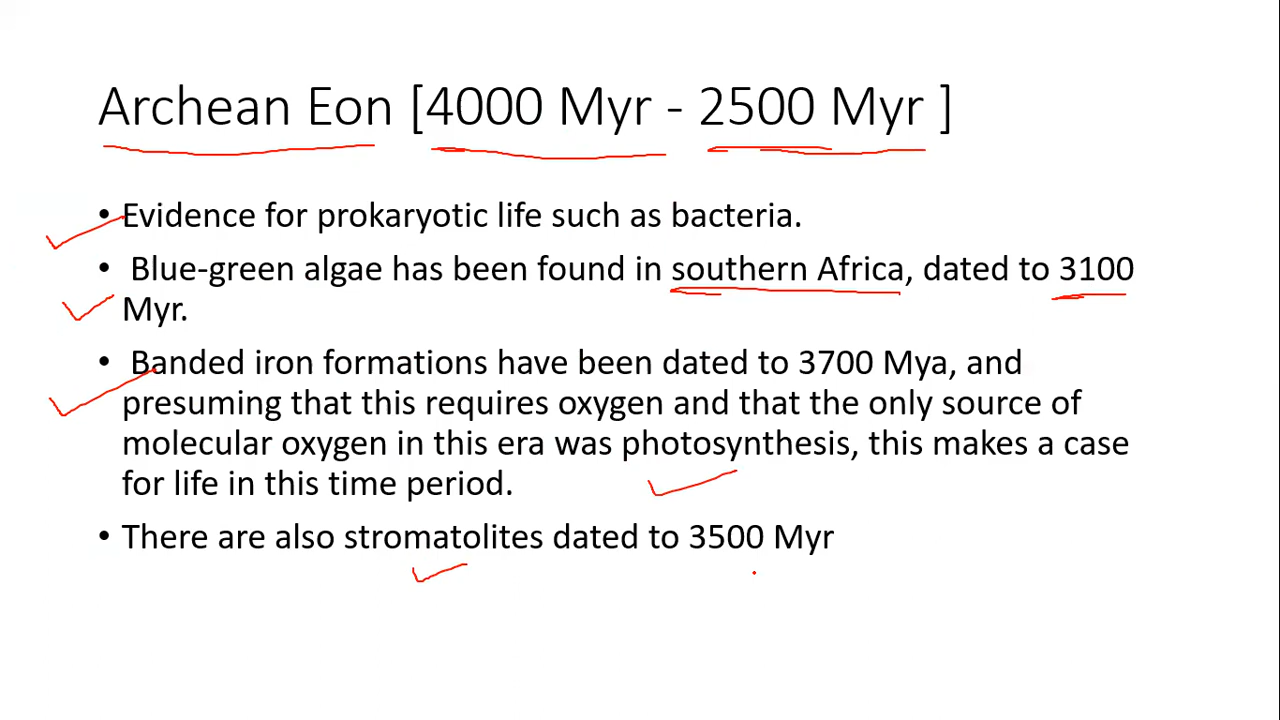 Archean Eon [4000 Myr - 2500 Myr ]
• Evidence for prokaryotic life such as bacteria.
• Blue-green algae has been found in southern Africa, dated to 3100
Myr.
• Banded iron formations have been dated to 3700 Mya, and
presuming that this requires oxygen and that the only source of
molecular oxygen in this era was photosynthesis, this makes a case
for life in this time period.
• There are also stromatolites dated to 3500 Myr